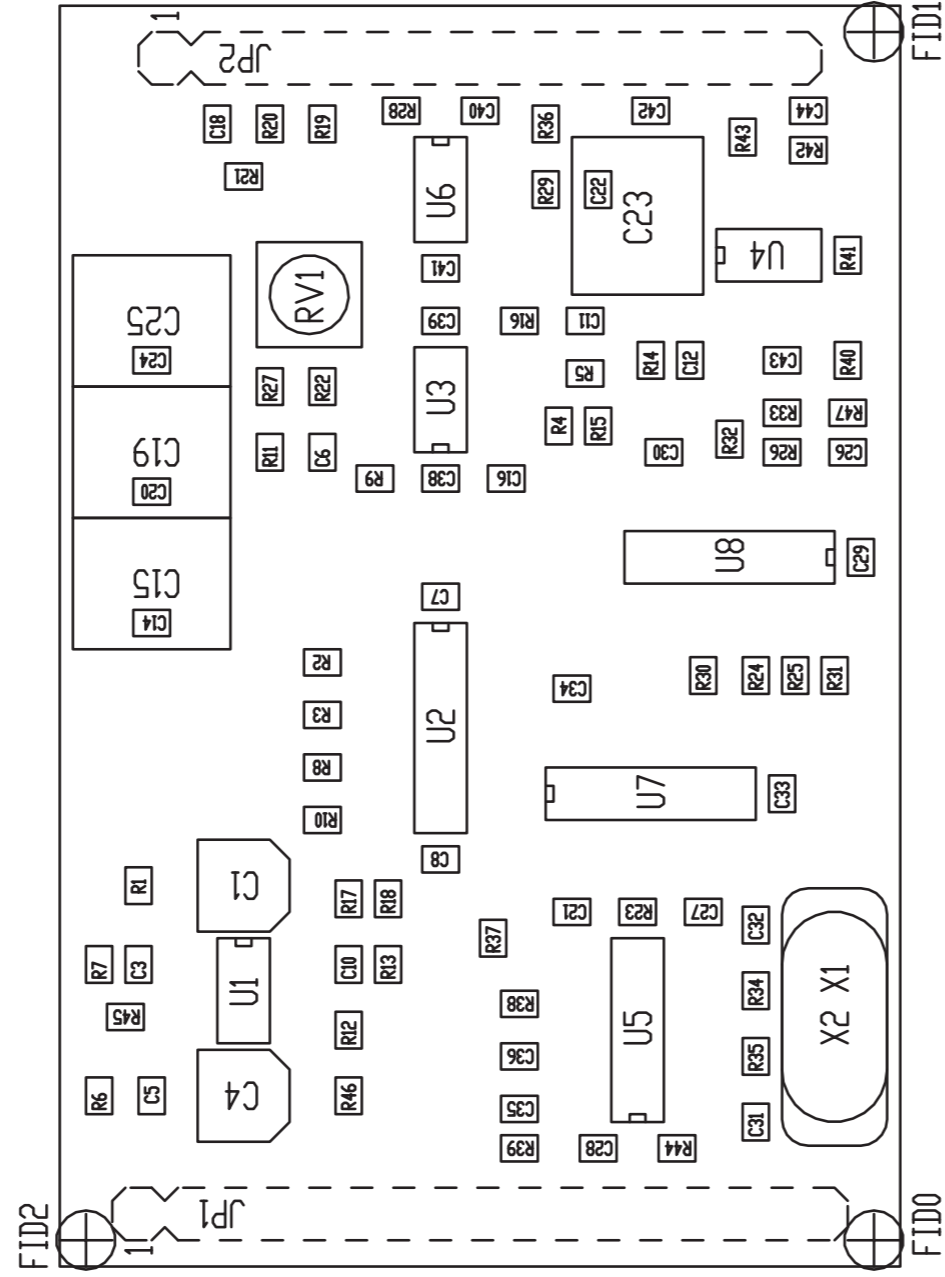 1
FID1
JP2
C18
R20
R19
R28
C40
R36
C42
C44
R43
R42
R21
U6
R29
C22
C23
U4
R41
C41
RV1
C25
C39
R16
C11
C24
R27
R22
U3
R5
R14
C12
C43
R40
R4
R15
R33
R47
R32
C19
R11
C6
C30
R26
C26
C20
R9
C38
C16
U8
C29
C15
C7
C14
R2
C34
R30
R24
R25
R31
R3
U2
R8
U7
C33
R10
C8
R1
C1
R17
R18
C21
R23
C27
C32
R37
R7
C3
U1
C10
R13
R34
X1
R45
R38
R12
U5
X2
C36
R35
R6
C5
C4
R46
C35
C31
R39
C28
R44
FID2
JP1
1
FID0